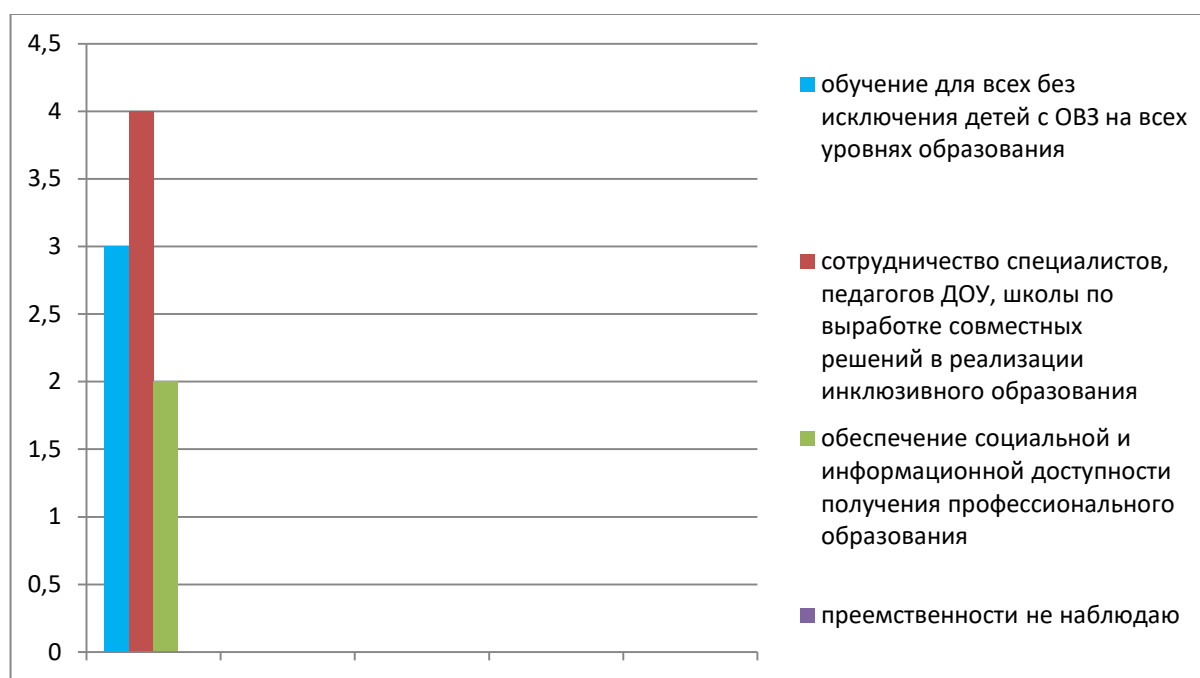 4,5
4
3,5
3
2,5
2
1,5
1
0,5
0
обучение для всех без
исключения детей с ОВЗ на всех
уровнях образования
сотрудничество специалистов,
педагогов ДОУ, школы по
выработке совместных
решений в реализации
инклюзивного образования
обеспечение социальной и
информационной доступности
получения профессионального
образования
преемственности не наблюдаю